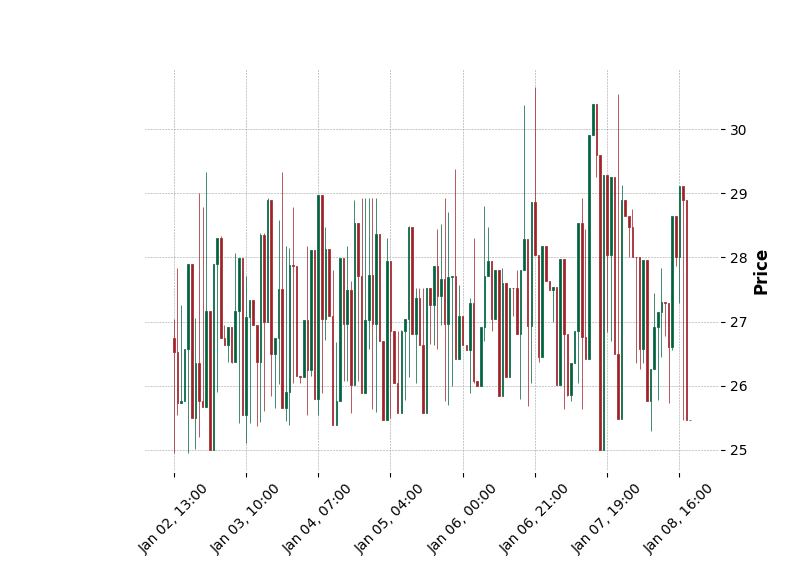 30
29
28
27
26
25
Price
Jan 02, 13:00
Jan 03, 10:00
Jan 04, 07:00
Jan 05, 04:00
Jan 06, 00:00
Jan 06, 21:00
Jan 07, 19:00
Jan 08, 16:00